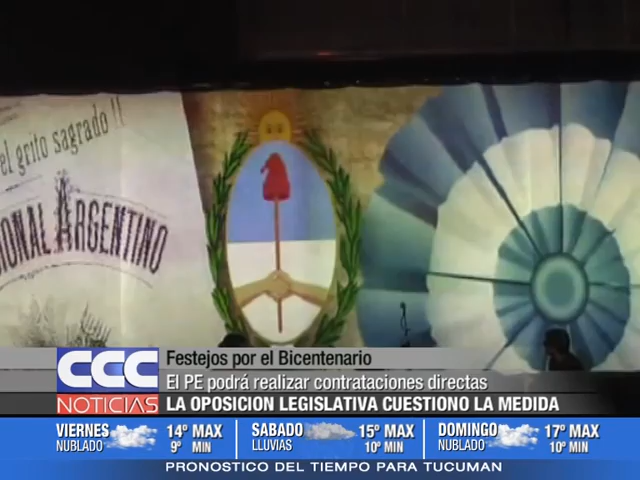 el grito sagrado !!
SIONAL ARGENTINO
CCC
NOTICIAS
Festejos por el Bicentenario
El PE podrá realizar contrataciones directas
LA OPOSICION LEGISLATIVA CUESTIONO LA MEDIDA
VIERNES 14º MAX
NUBLADO 9º MIN
SABADO 15º MAX
LLUVIAS 10º MIN
DOMINGO 17º MAX
NUBLADO 10º MIN
PRONOSTICO DEL TIEMPO PARA TUCUMAN